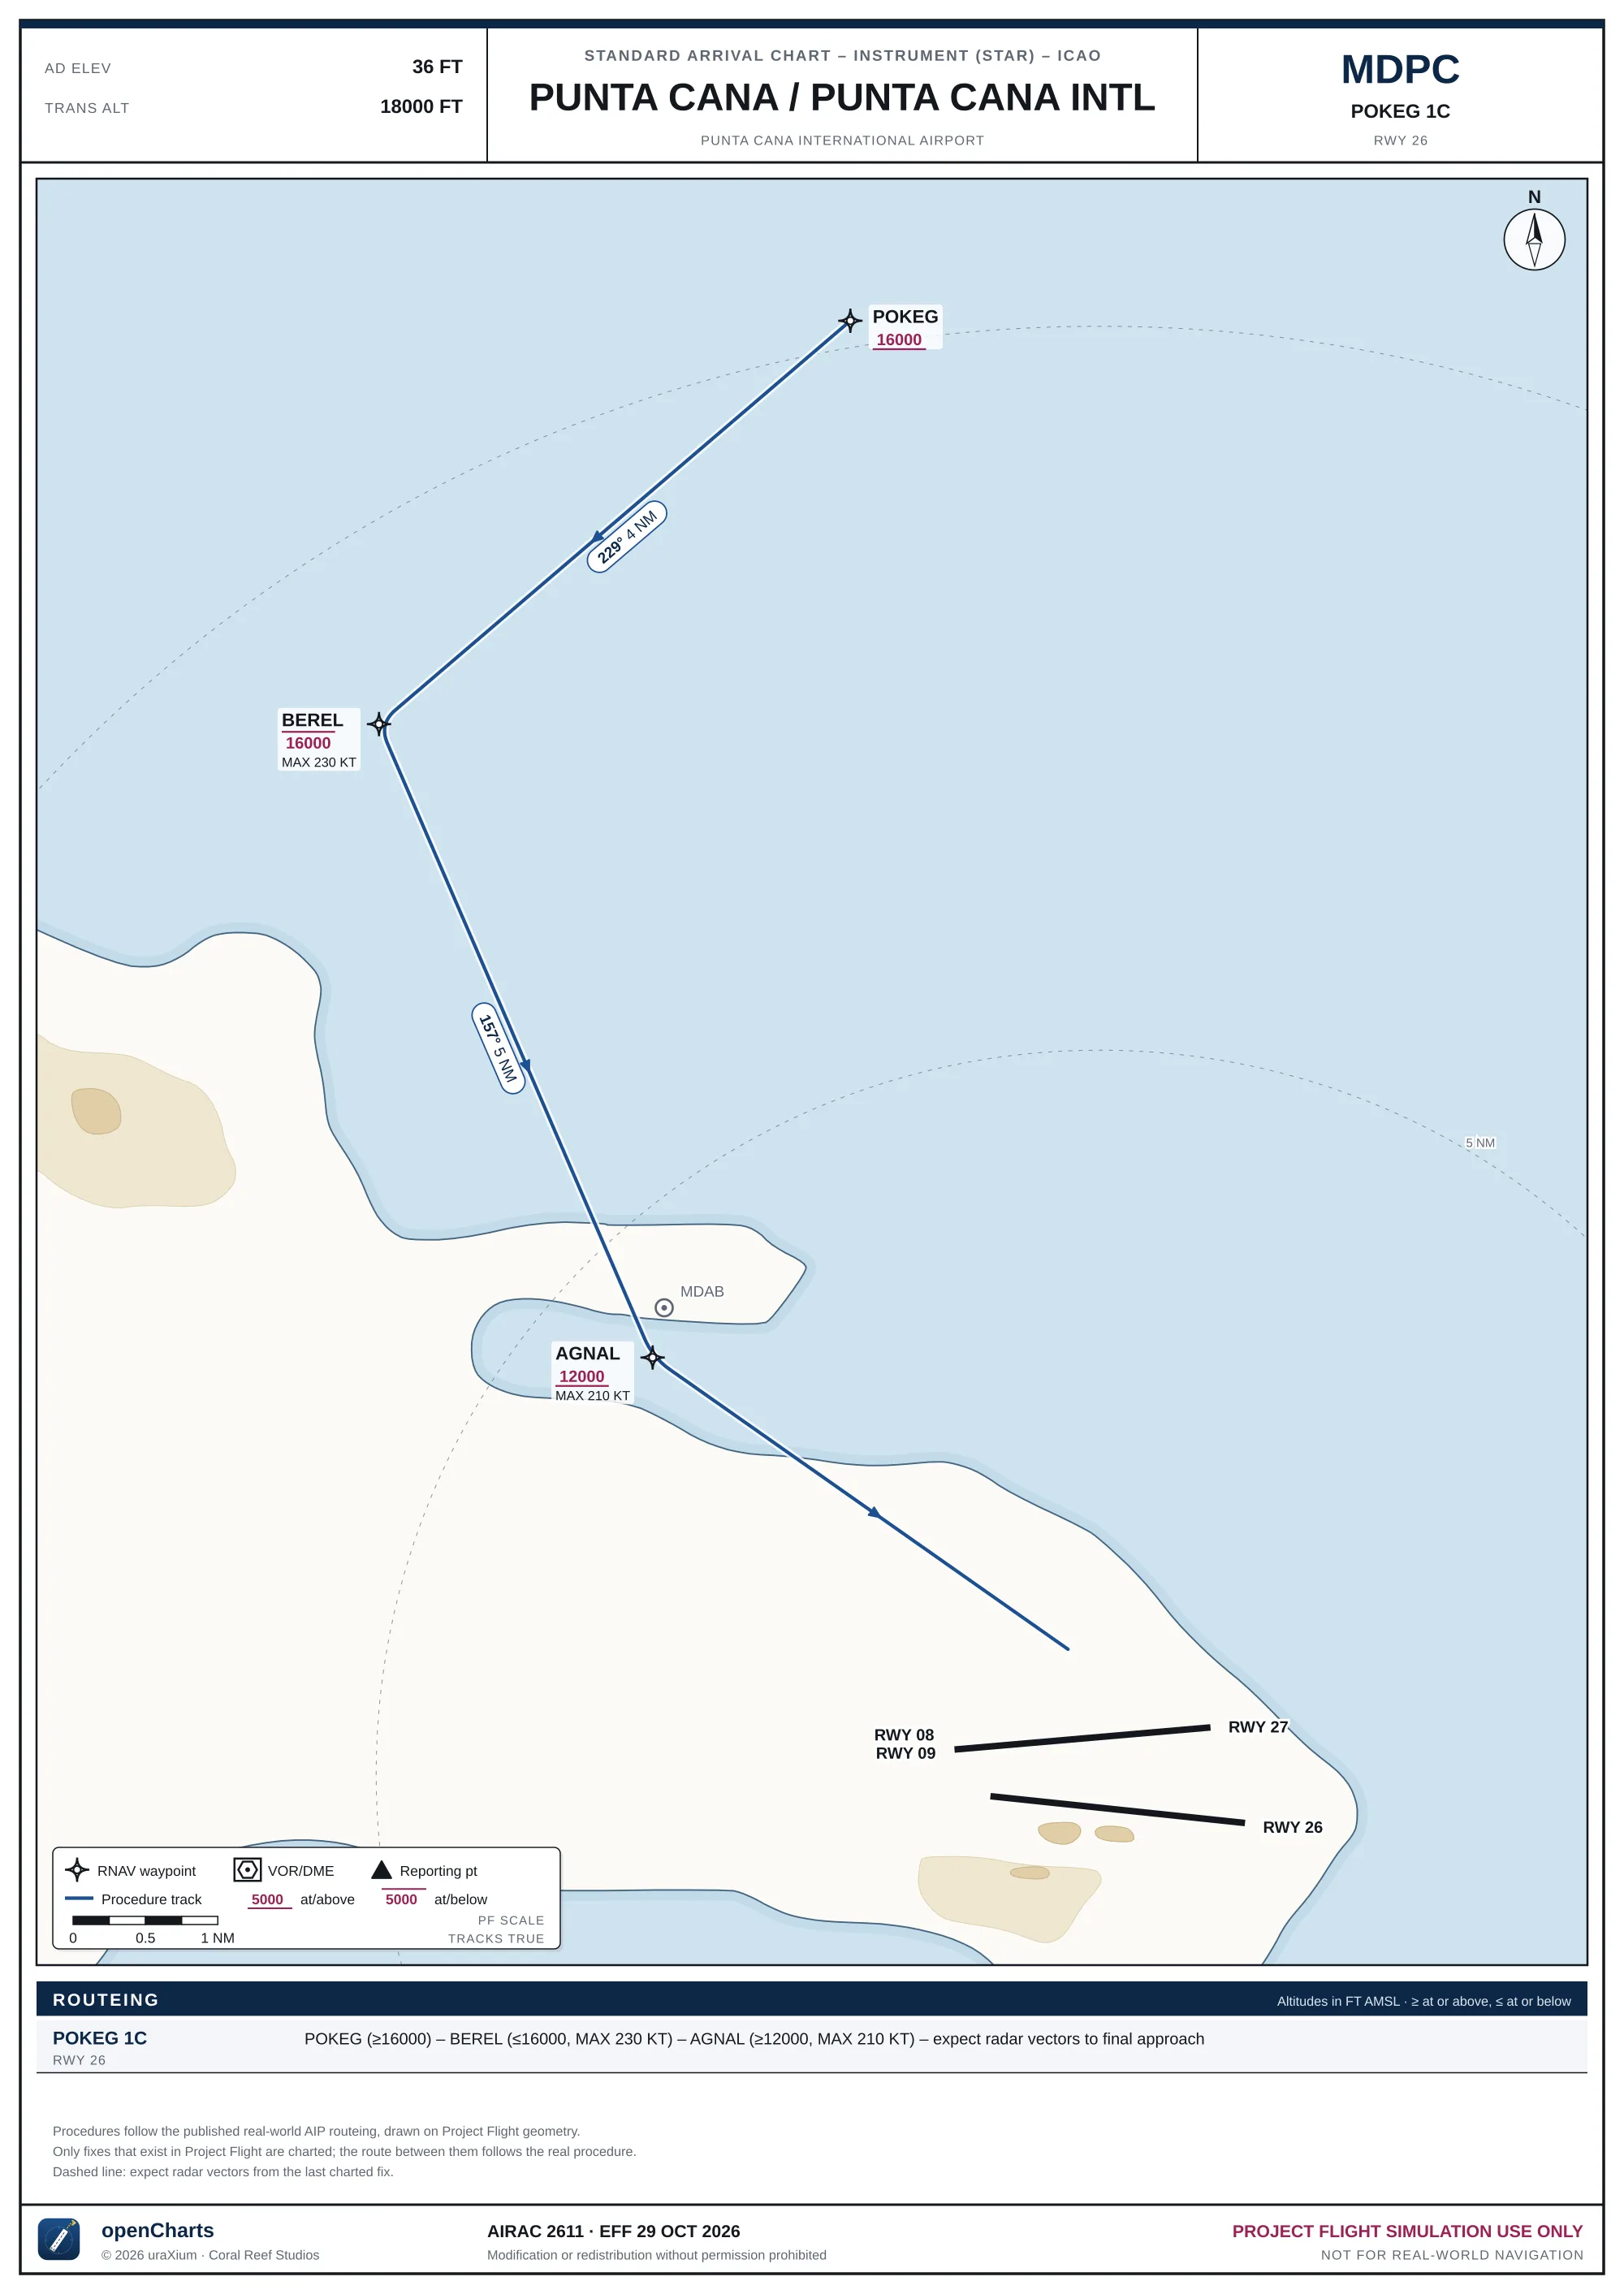 AD ELEV 36 FT
TRANS ALT 18000 FT
STANDARD ARRIVAL CHART – INSTRUMENT (STAR) – ICAO
PUNTA CANA / PUNTA CANA INTL
PUNTA CANA INTERNATIONAL AIRPORT
MDPC
POKEG 1C
RWY 26
N
POKEG
16000
229° 4 NM
BEREL
16000
MAX 230 KT
157° 5 NM
5 NM
MDAB
AGNAL
12000
MAX 210 KT
RWY 08
RWY 09
RWY 27
RWY 26
RNAV waypoint VOR/DME Reporting pt
Procedure track 5000 at/above 5000 at/below
PF SCALE
0 0.5 1 NM TRACKS TRUE
ROUTEING Altitudes in FT AMSL · ≥ at or above, ≤ at or below
POKEG 1C POKEG (≥16000) – BEREL (≤16000, MAX 230 KT) – AGNAL (≥12000, MAX 210 KT) – expect radar vectors to final approach
RWY 26
Procedures follow the published real-world AIP routeing, drawn on Project Flight geometry.
Only fixes that exist in Project Flight are charted; the route between them follows the real procedure.
Dashed line: expect radar vectors from the last charted fix.
openCharts
© 2026 uraXium · Coral Reef Studios
AIRAC 2611 · EFF 29 OCT 2026
Modification or redistribution without permission prohibited
PROJECT FLIGHT SIMULATION USE ONLY
NOT FOR REAL-WORLD NAVIGATION